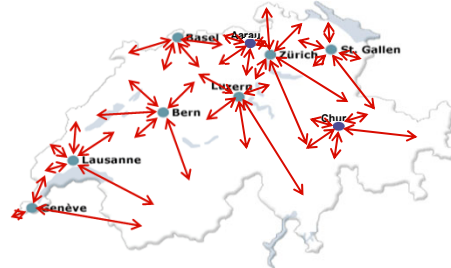 Basel
Aarau
Zürich
St. Gallen
Luzern
Bern
Chur
Lausanne
Genève